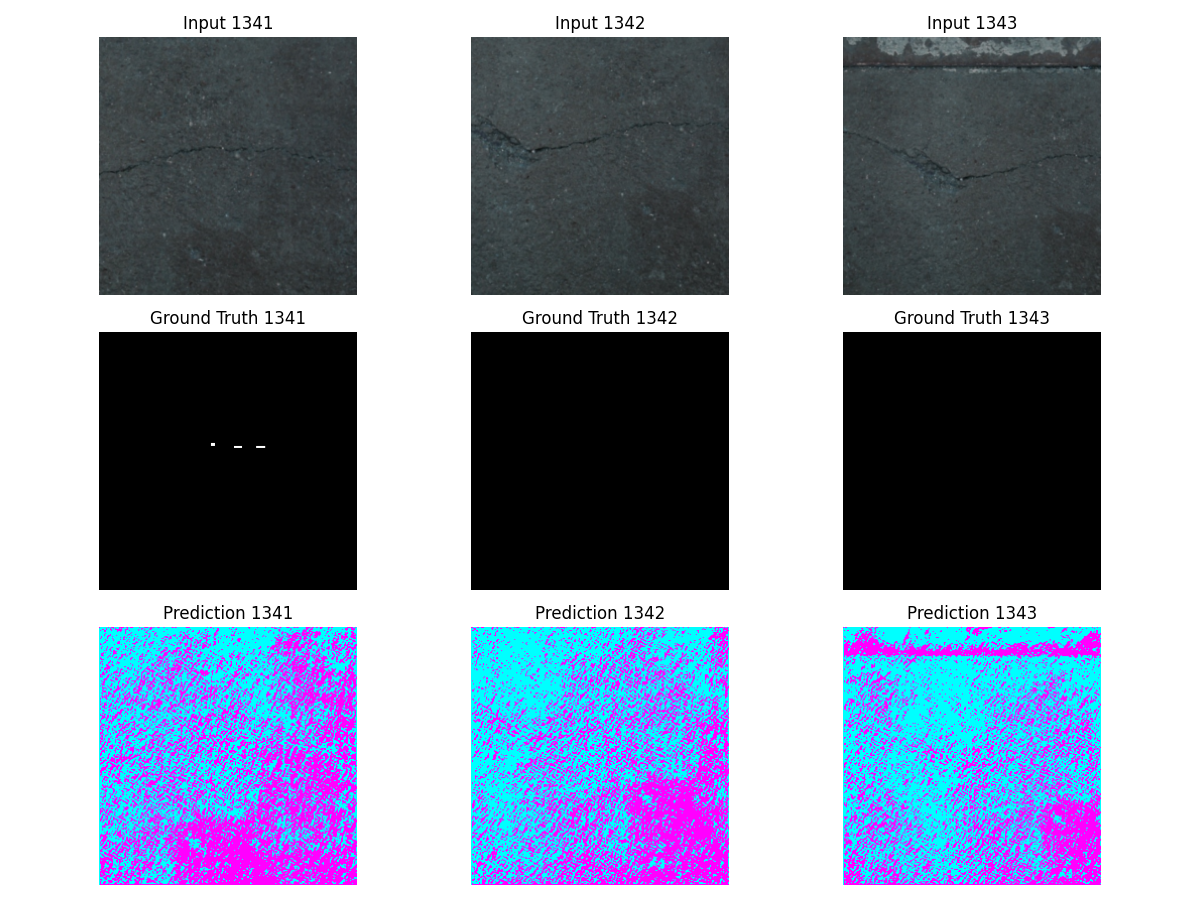 Input 1341
Input 1342
Input 1343
Ground Truth 1341
Ground Truth 1342
Ground Truth 1343
Prediction 1341
Prediction 1342
Prediction 1343